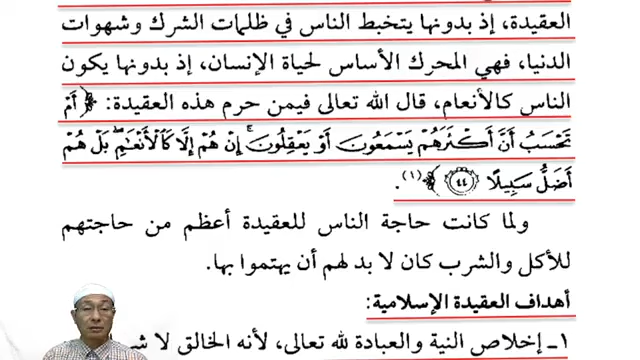 العقيدة، إذ بدونها يتخبط الناس في ظلمات الشرك وشهوات
الدنيا، فهي المحرك الأساس لحياة الإنسان، إذ بدونها يكون
الناس كالأنعام، قال الله تعالى فيمن حرم هذه العقيدة: ﴿أَمْ
تَحْسَبُ أَنَّ أَكْثَرَهُمْ يَسْمَعُونَ أَوْ يَعْقِلُونَ ۚ إِنْ هُمْ إِلَّا كَالْأَنْعَامِ ۖ بَلْ هُمْ
أَضَلُّ سَبِيلًا ٤٤﴾ (١).
ولما كانت حاجة الناس للعقيدة أعظم من حاجتهم
للأكل والشرب كان لا بد لهم أن يهتموا بها.
أهداف العقيدة الإسلامية:
١ـ إخلاص النية والعبادة لله تعالى، لأنه الخالق لا